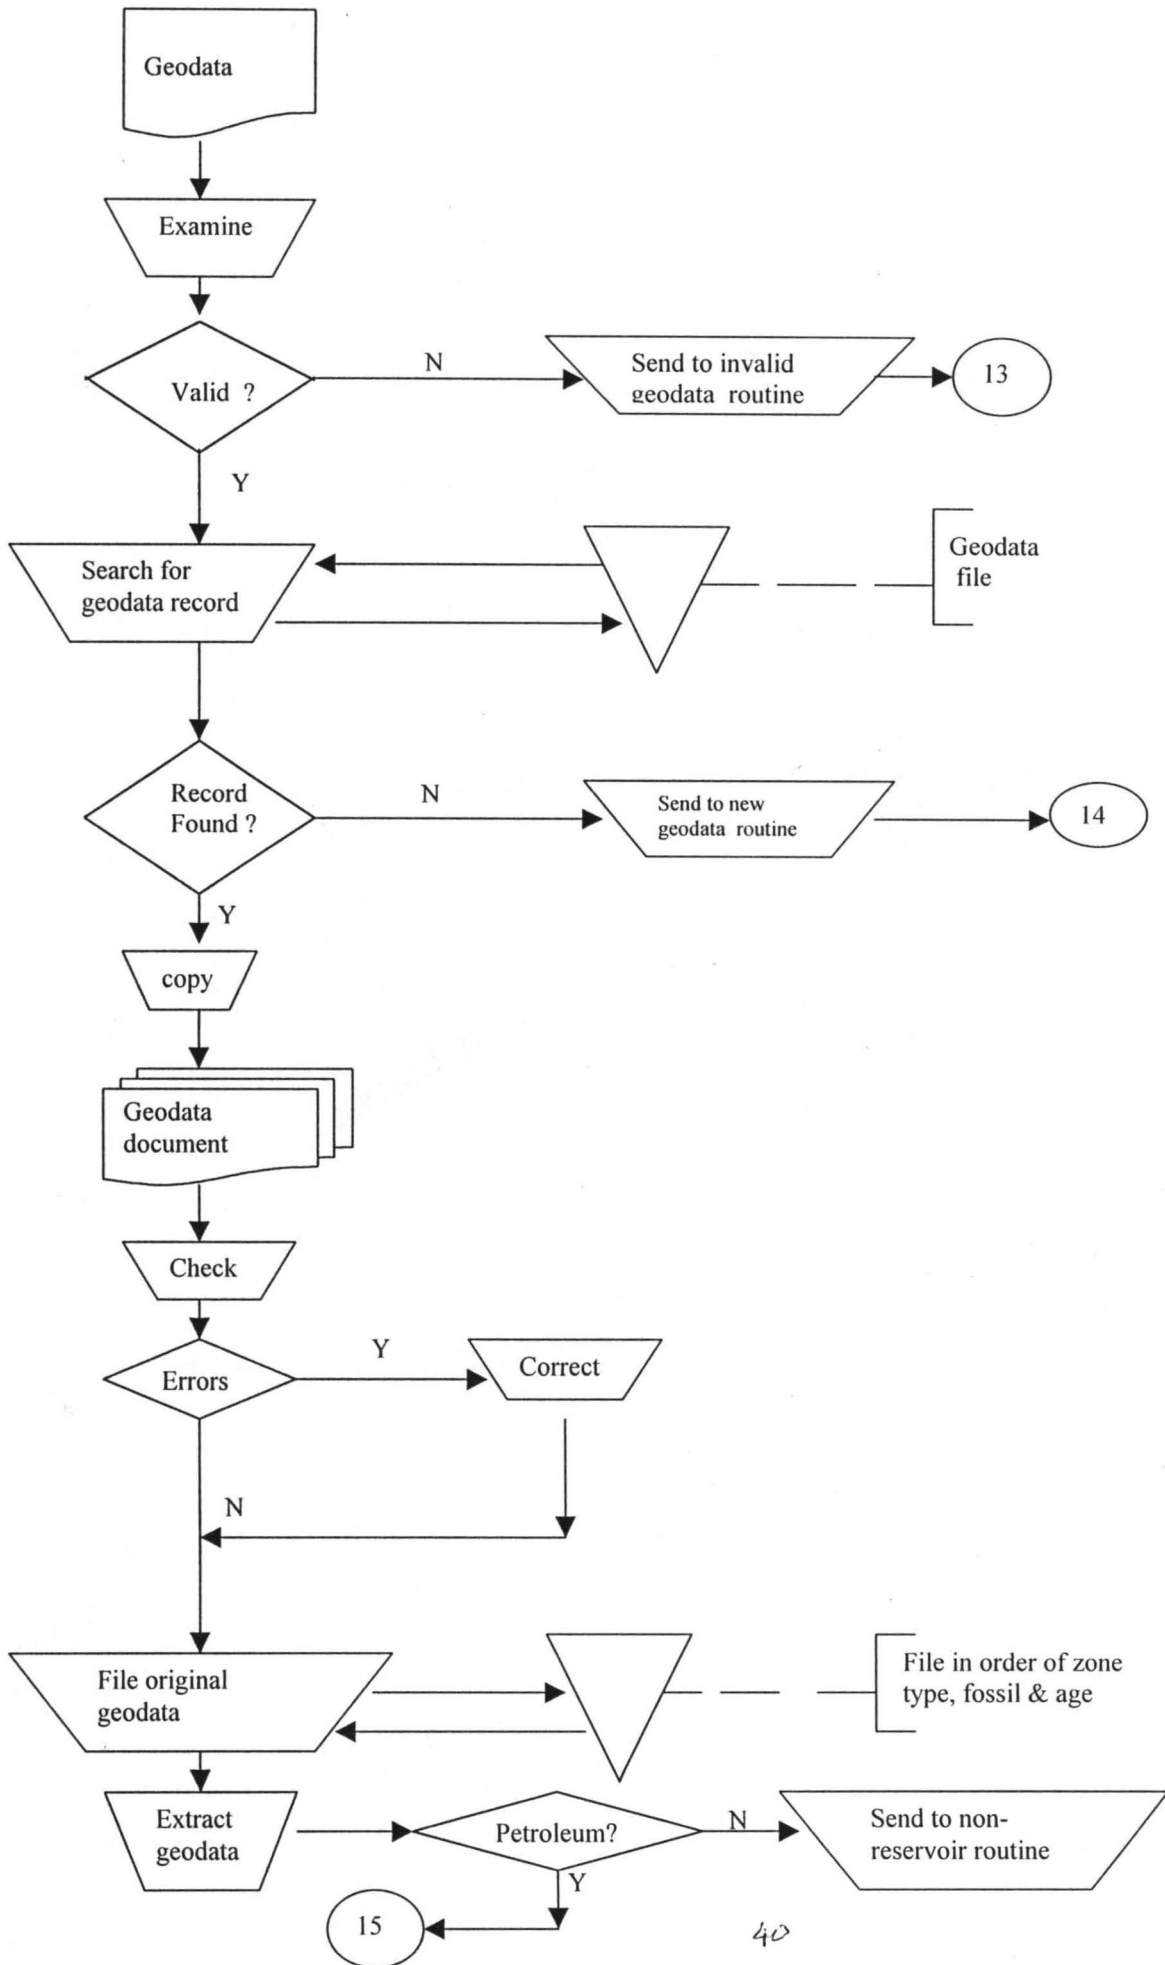 Geodata
Examine
Valid ?
N
Send to invalid
geodata routine
13
Y
Search for
geodata record
Geodata
file
Record
Found ?
N
Send to new
geodata routine
14
Y
copy
Geodata
document
Check
Errors
Y
Correct
N
File original
geodata
File in order of zone
type, fossil & age
Extract
geodata
Petroleum?
N
Send to non-
reservoir routine
Y
15
40